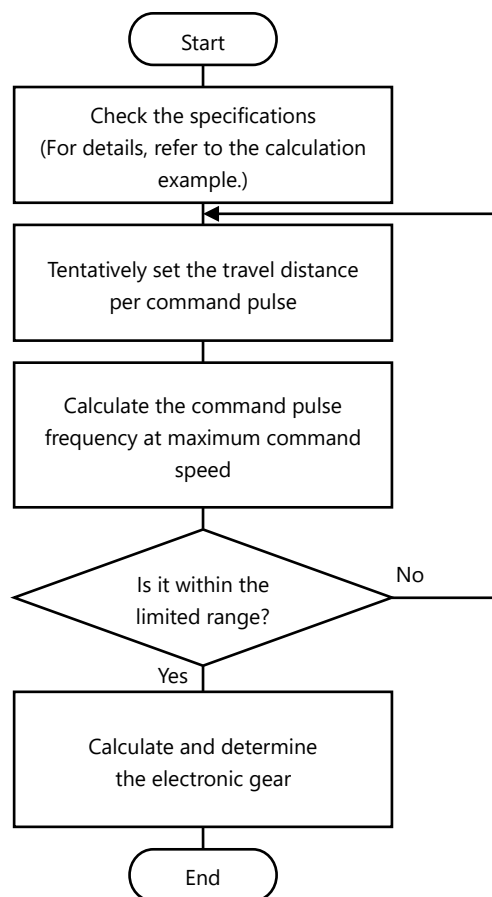 Start
Check the specifications
(For details, refer to the calculation
example.)
Tentatively set the travel distance
per command pulse
Calculate the command pulse
frequency at maximum command
speed
Is it within the
limited range?
No
Yes
Calculate and determine
the electronic gear
End